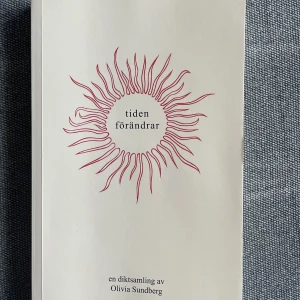 tiden
förändrar
en diktsamling av
Olivia Sundberg